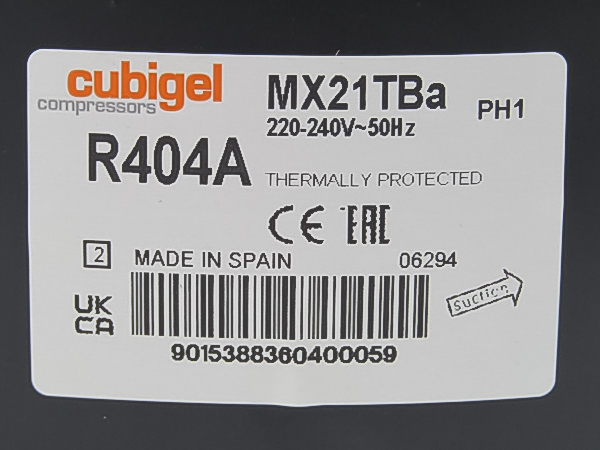 cubigel
compressors
MX21TBa
PH1
220-240V~50Hz
R404A
THERMALLY PROTECTED
CE EAC
2
MADE IN SPAIN
06294
UK
CA
Suction
9015388360400059